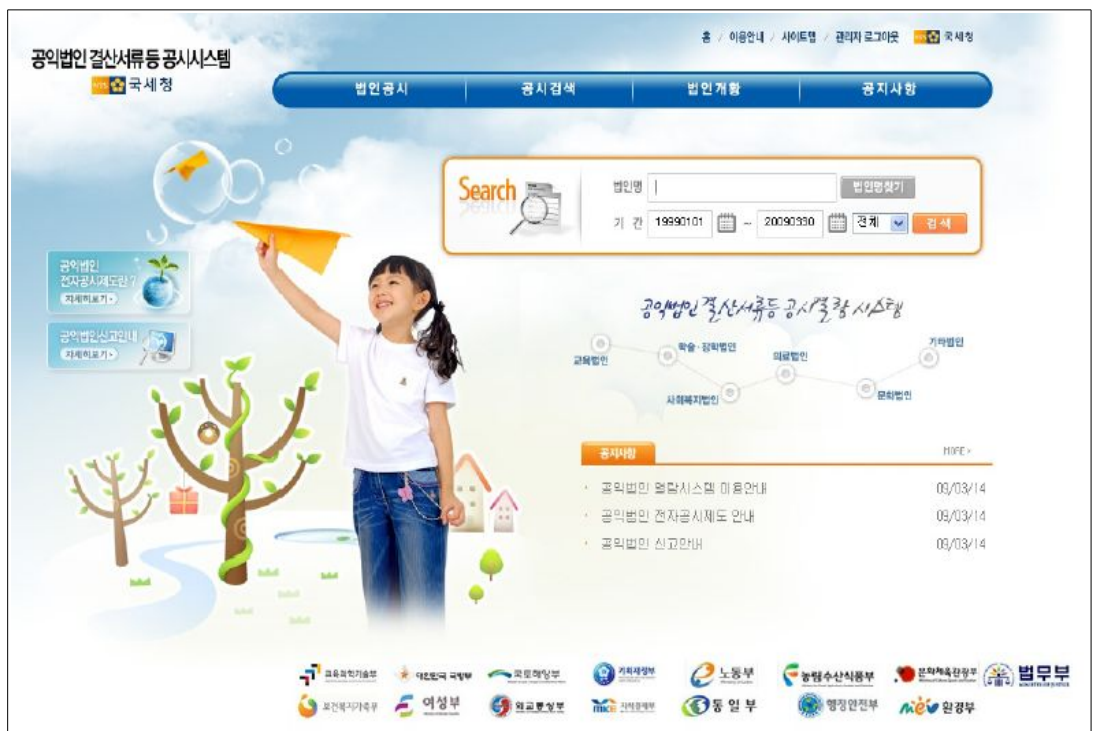 홈 / 이용안내 / 사이트맵 / 관리자 로그아웃 국세청
공익법인 결산서류 등 공시시스템
국세청
법인공시 공시검색 법인개황 공지사항
Search
법인명 법인명찾기
기 간 19990101 ~ 20090330 전체 검색
공익법인
전자공시제도란?
자세히보기
공익법인신고안내
자세히보기
공익법인 결산서류등 공시열람 시스템
교육법인
학술·장학법인
사회복지법인
의료법인
문화법인
기타법인
공지사항 MORE >
공익법인 열람시스템 이용안내 09/03/14
공익법인 전자공시제도 안내 09/03/14
공익법인 신고안내 09/03/14
교육과학기술부 대한민국 국방부 국토해양부 기획재정부 노동부 농림수산식품부 문화체육관광부 법무부
보건복지가족부 여성부 외교통상부 mke 지식경제부 통일부 행정안전부 me 환경부